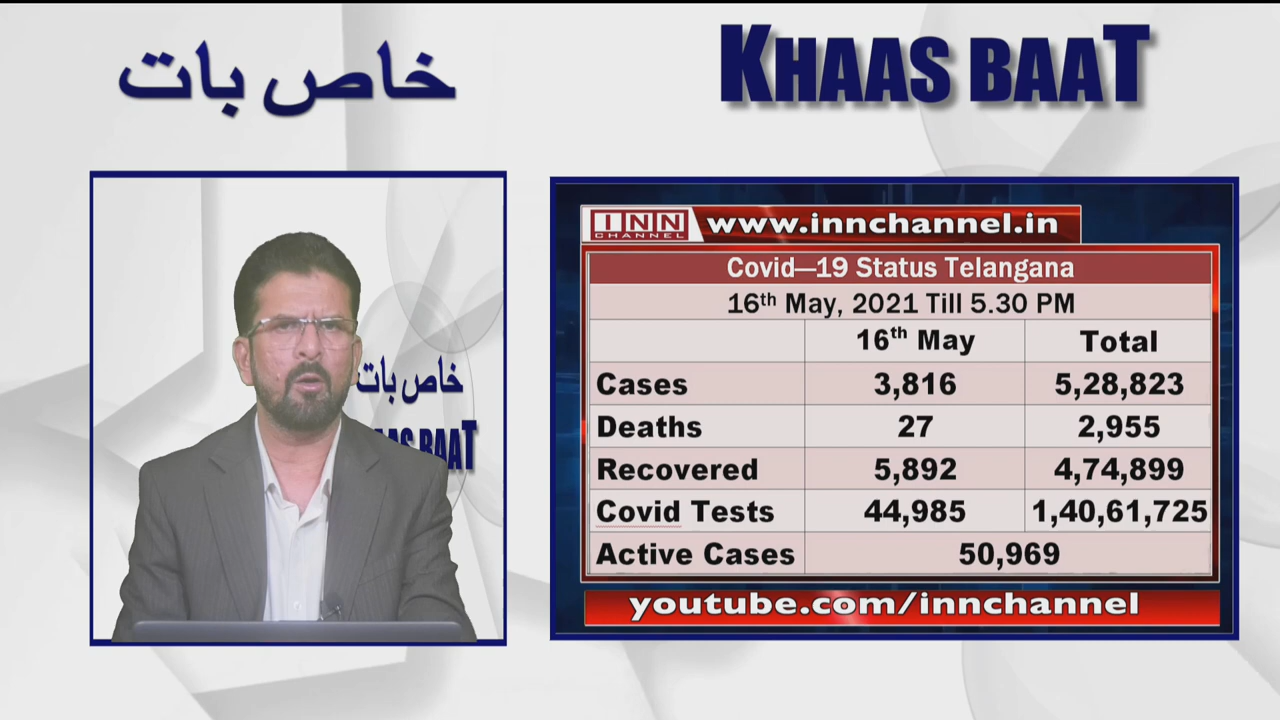 خاص بات
KHAAS BAAT
خاص بات
AAS BAAT
INN
CHANNEL
www.innchannel.in
Covid—19 Status Telangana
16th May, 2021 Till 5.30 PM
16th May Total
Cases 3,816 5,28,823
Deaths 27 2,955
Recovered 5,892 4,74,899
Covid Tests 44,985 1,40,61,725
Active Cases 50,969
youtube.com/innchannel